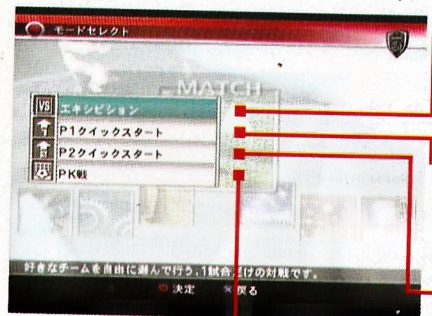 モードセレクト
MATCH
VS エキシビション
P1クイックスタート
P2クイックスタート
PK戦
好きなチームを自由に選んで行う、1試合だけの対戦です。
決定 戻る